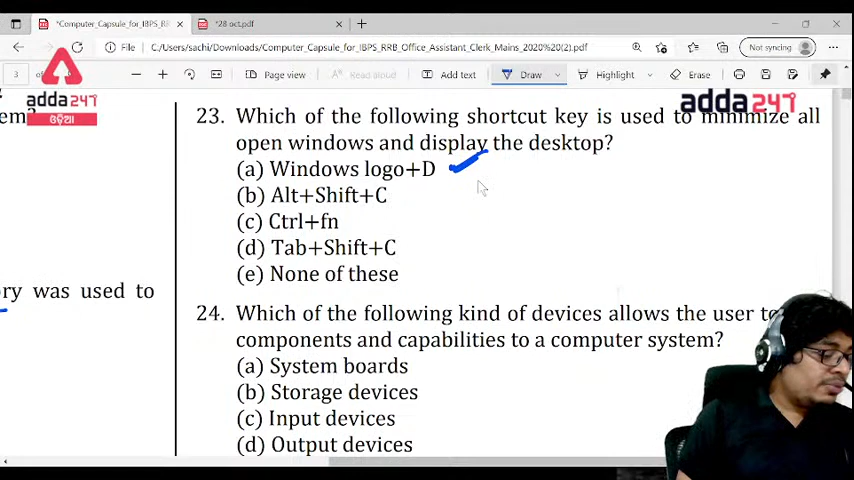 *Computer_Capsule_for_IBPS_RR
*28 oct.pdf
File
C:/Users/sachi/Downloads/Computer_Capsule_for_IBPS_RRB_Office_Assistant_Clerk_Mains_2020%20(2).pdf
Not syncing
3
Page view
Read aloud
Add text
Draw
Highlight
Erase
adda247
ଓଡ଼ିଆ
adda247
23. Which of the following shortcut key is used to minimize all
open windows and display the desktop?
(a) Windows logo+D
(b) Alt+Shift+C
(c) Ctrl+fn
(d) Tab+Shift+C
(e) None of these
ry was used to
24. Which of the following kind of devices allows the user to
components and capabilities to a computer system?
(a) System boards
(b) Storage devices
(c) Input devices
(d) Output devices